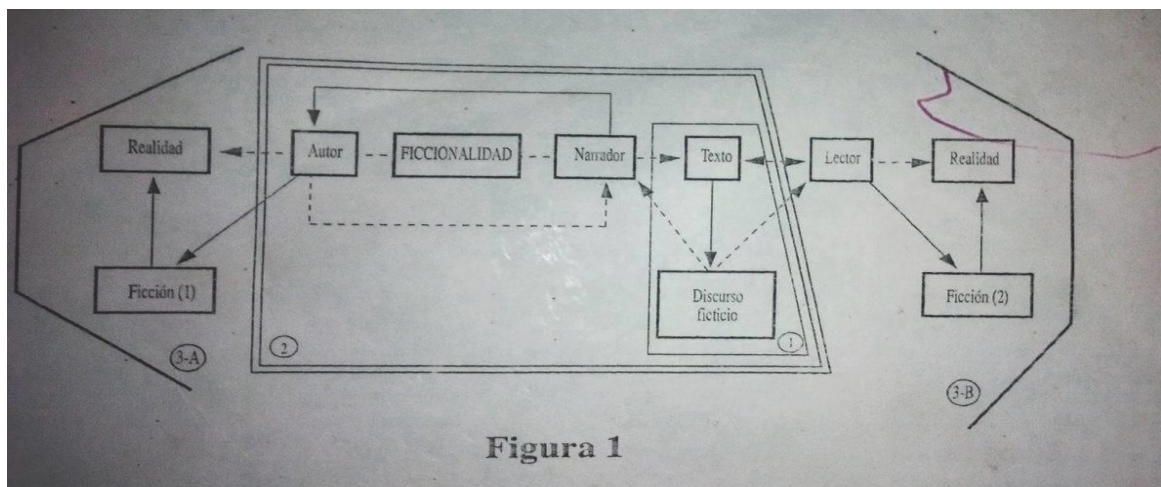 Realidad
Autor
FICCIONALIDAD
Narrador
Texto
Lector
Realidad
Ficción (1)
Discurso
ficticio
Ficción (2)
3-A
2
1
3-B
Figura 1